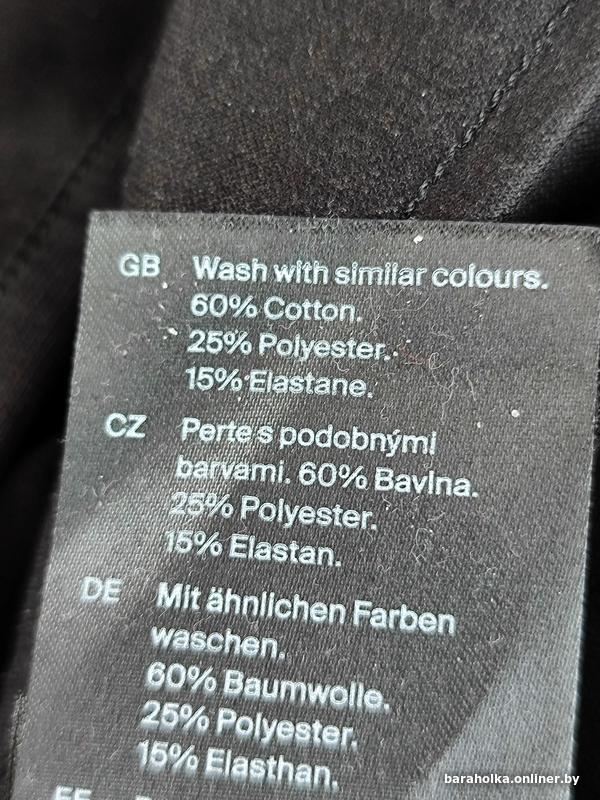 GB Wash with similar colours.
60% Cotton.
25% Polyester.
15% Elastane.
CZ Perte s podobnými
barvami. 60% Bavlna.
25% Polyester.
15% Elastan.
DE Mit ähnlichen Farben
waschen.
60% Baumwolle.
25% Polyester.
15% Elasthan.
baraholka.onliner.by